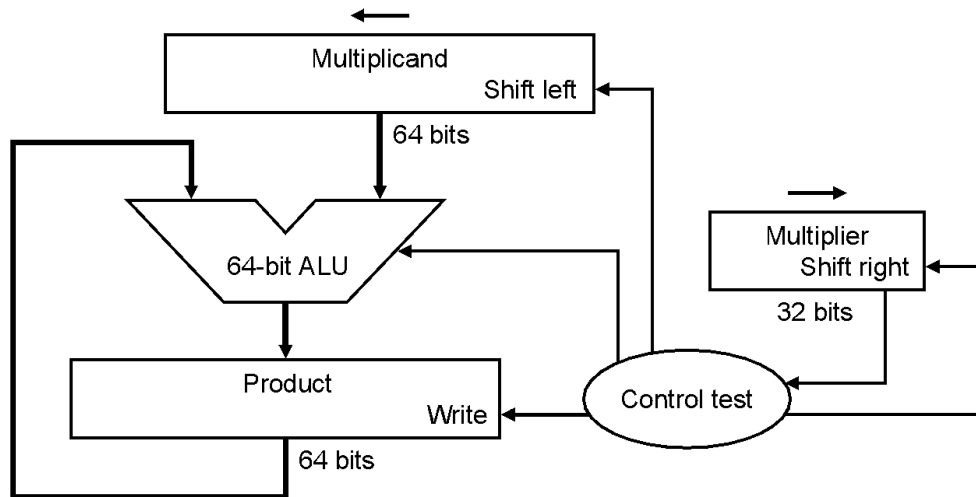 Multiplicand
Shift left
64 bits
64-bit ALU
Multiplier
Shift right
32 bits
Product
Write
Control test
64 bits